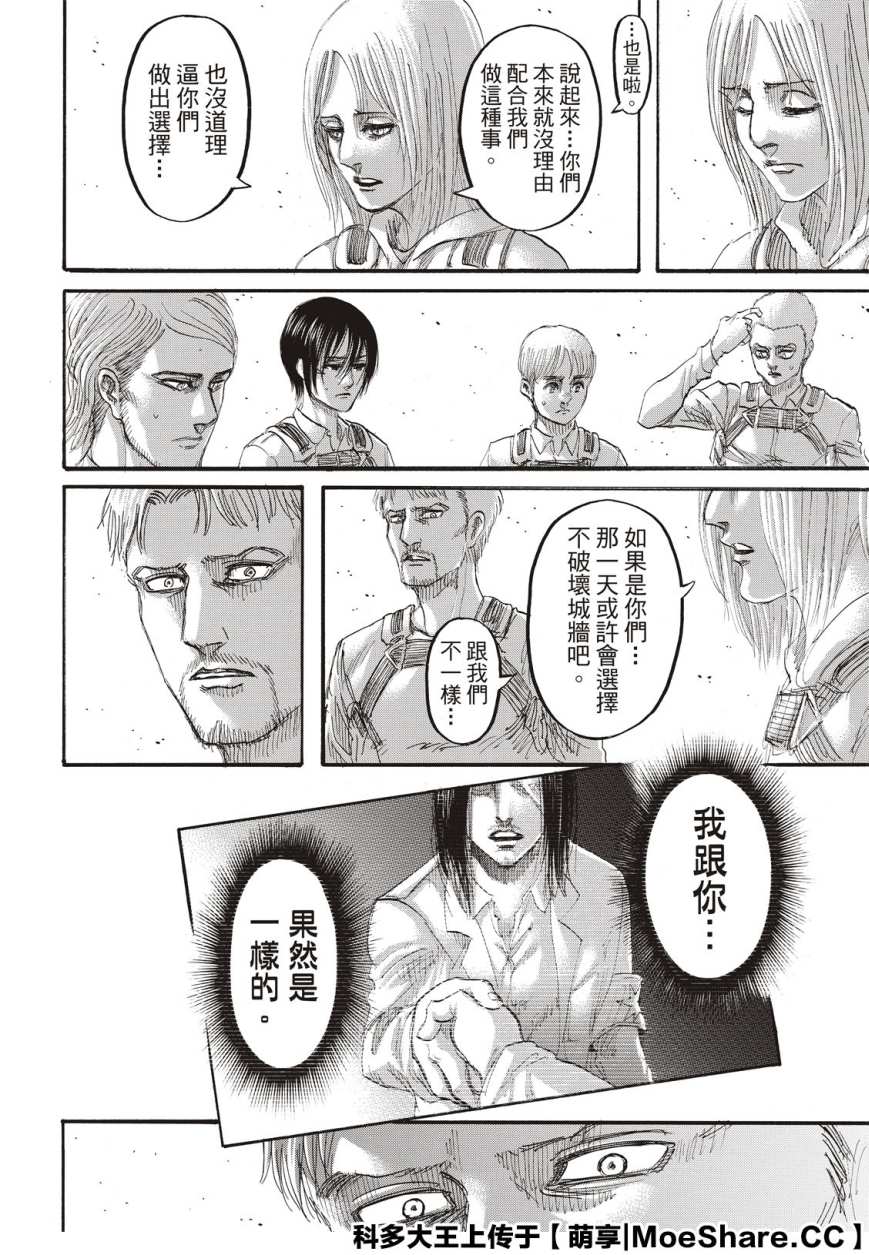 …也是啦。
說起來…你們
本來就沒理由
配合我們
做這種事。
也沒道理
逼你們
做出選擇…
如果是你們…
那一天或許會選擇
不破壞城牆吧。
跟我們
不一樣…
我跟你…
果然是
一樣的。
科多大王上传于【萌享|MoeShare.CC】